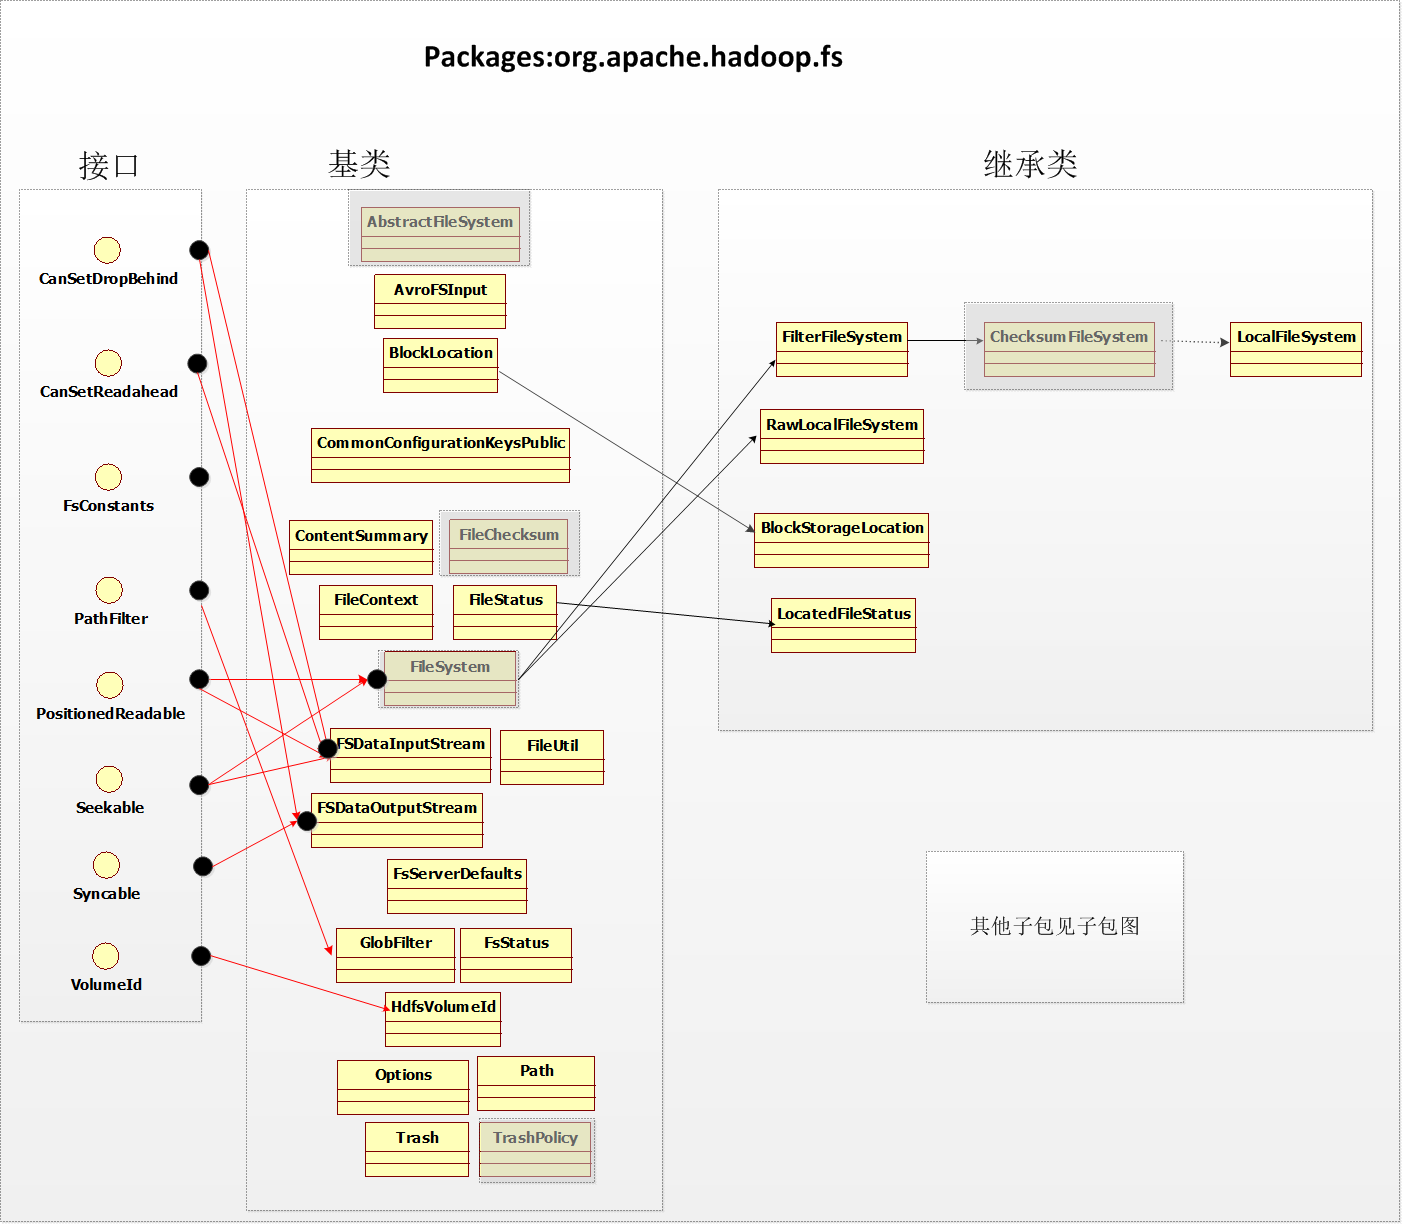 Packages:org.apache.hadoop.fs
接口
基类
继承类
CanSetDropBehind
CanSetReadahead
FsConstants
PathFilter
PositionedReadable
Seekable
Syncable
VolumeId
AbstractFileSystem
AvroFSInput
BlockLocation
CommonConfigurationKeysPublic
ContentSummary
FileChecksum
FileContext
FileStatus
FileSystem
FSDataInputStream
FileUtil
FSDataOutputStream
FsServerDefaults
GlobFilter
FsStatus
HdfsVolumeId
Options
Path
Trash
TrashPolicy
FilterFileSystem
ChecksumFileSystem
LocalFileSystem
RawLocalFileSystem
BlockStorageLocation
LocatedFileStatus
其他子包见子包图